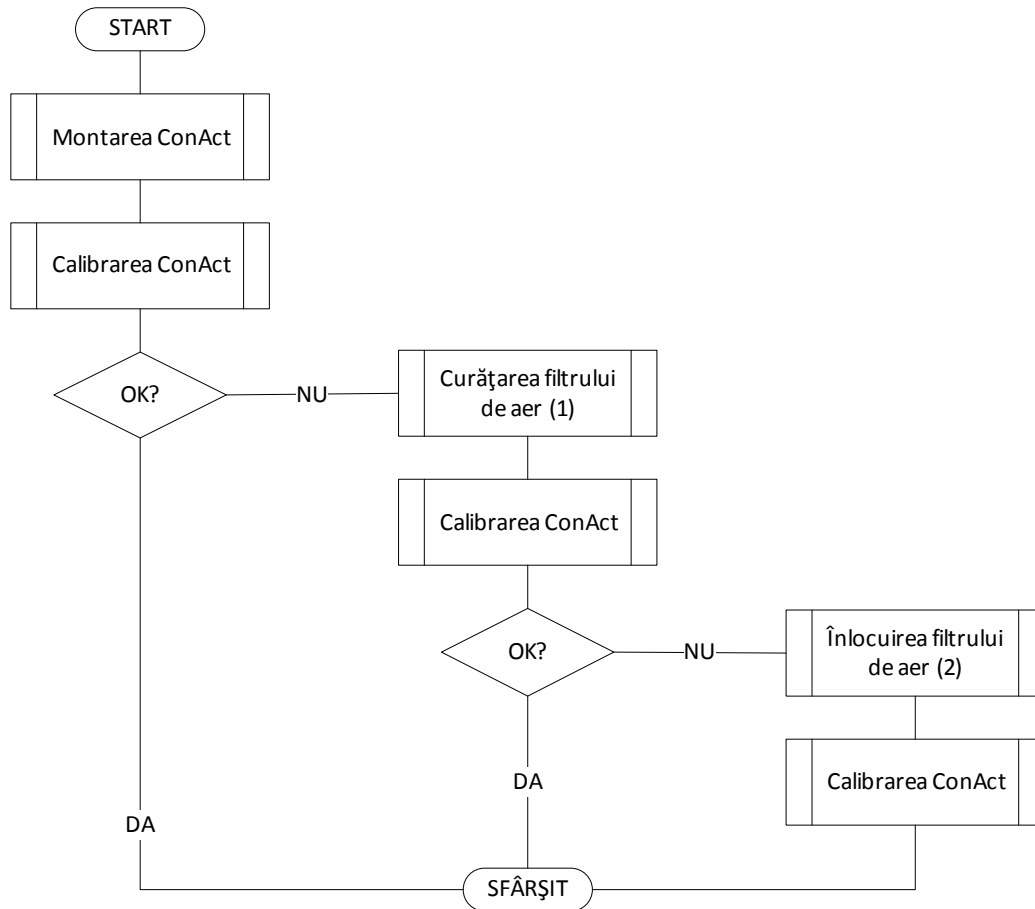 START
Montarea ConAct
Calibrarea ConAct
OK?
NU
Curăţarea filtrului
de aer (1)
Calibrarea ConAct
OK?
NU
Înlocuirea filtrului
de aer (2)
Calibrarea ConAct
DA
DA
SFÂRŞIT